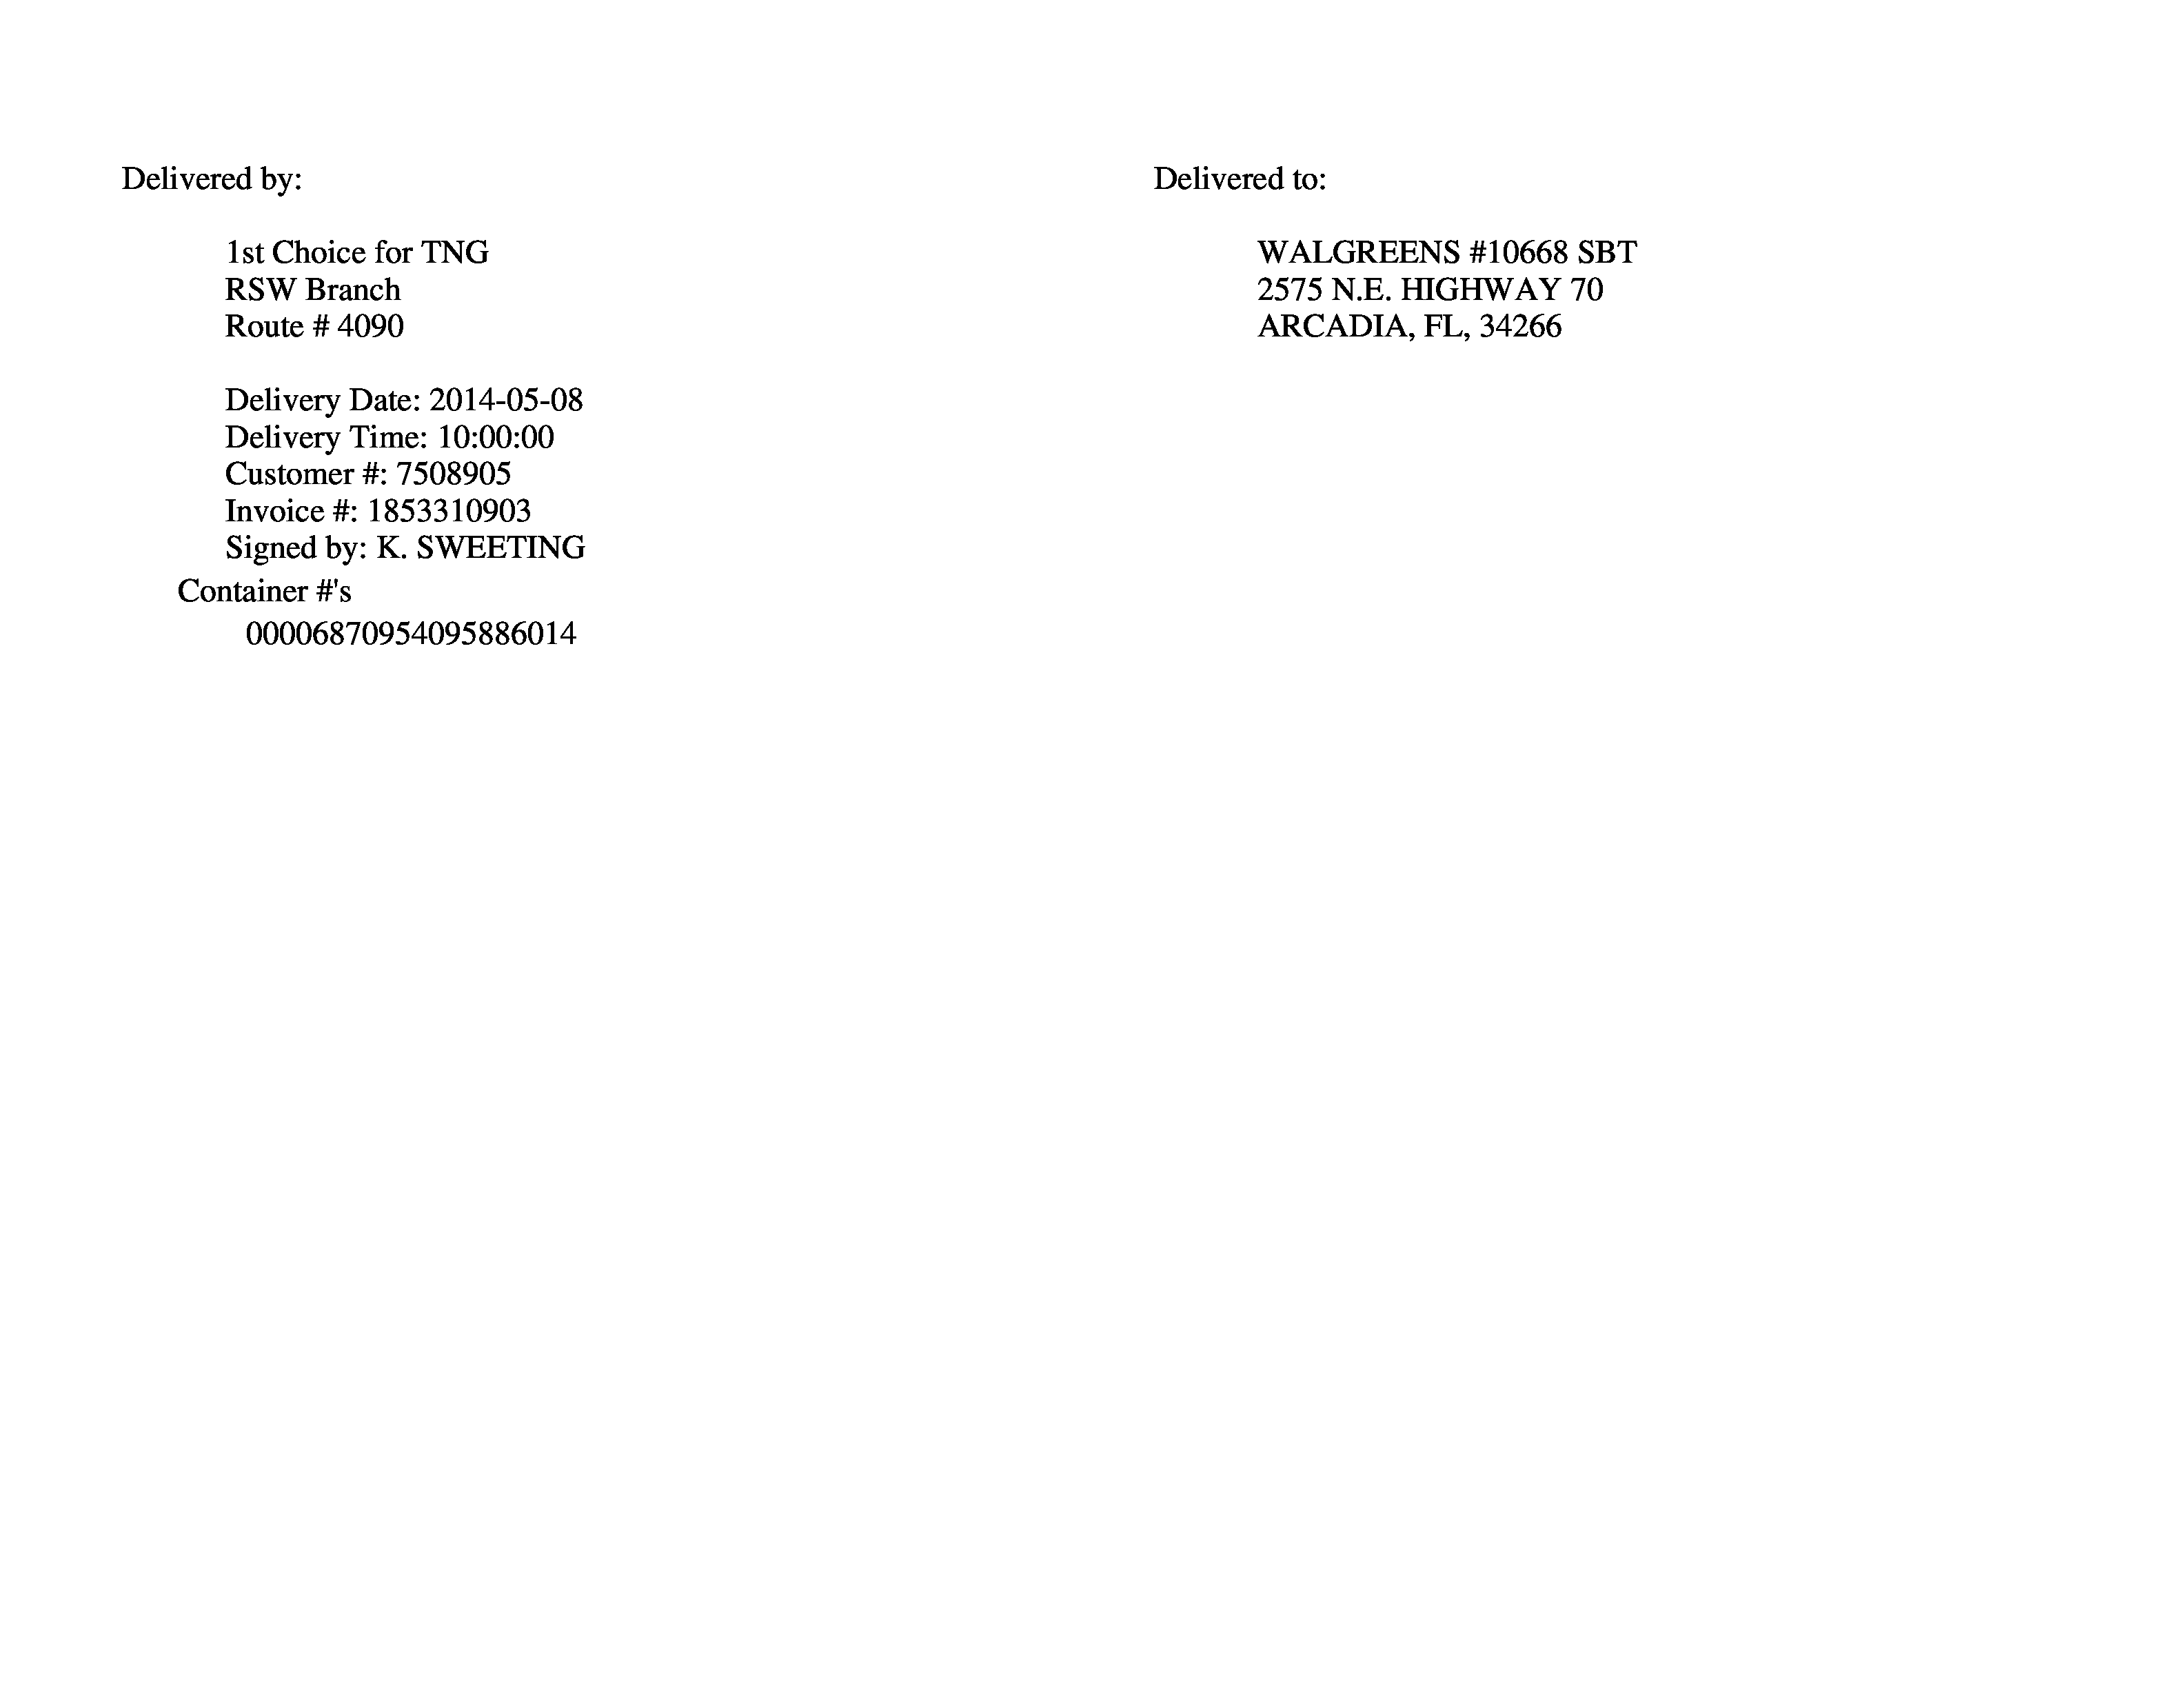 Delivered by:
1st Choice for TNG
RSW Branch
Route # 4090
Delivery Date: 2014-05-08
Delivery Time: 10:00:00
Customer #: 7508905
Invoice #: 1853310903
Signed by: K. SWEETING
Container #'s
00006870954095886014
Delivered to:
WALGREENS #10668 SBT
2575 N.E. HIGHWAY 70
ARCADIA, FL, 34266